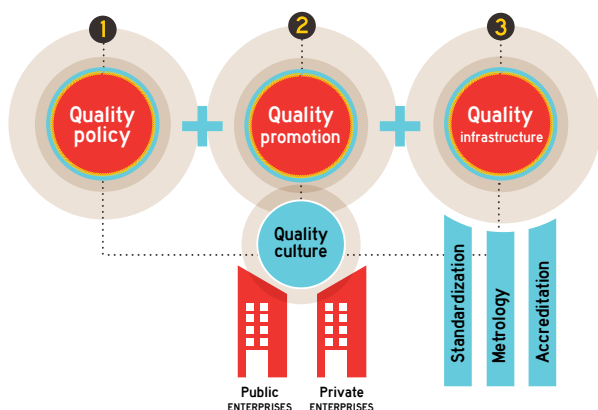 1
2
3
Quality
policy
+
Quality
promotion
+
Quality
infrastructure
Quality
culture
Standardization
Metrology
Accreditation
Public
ENTERPRISES
Private
ENTERPRISES